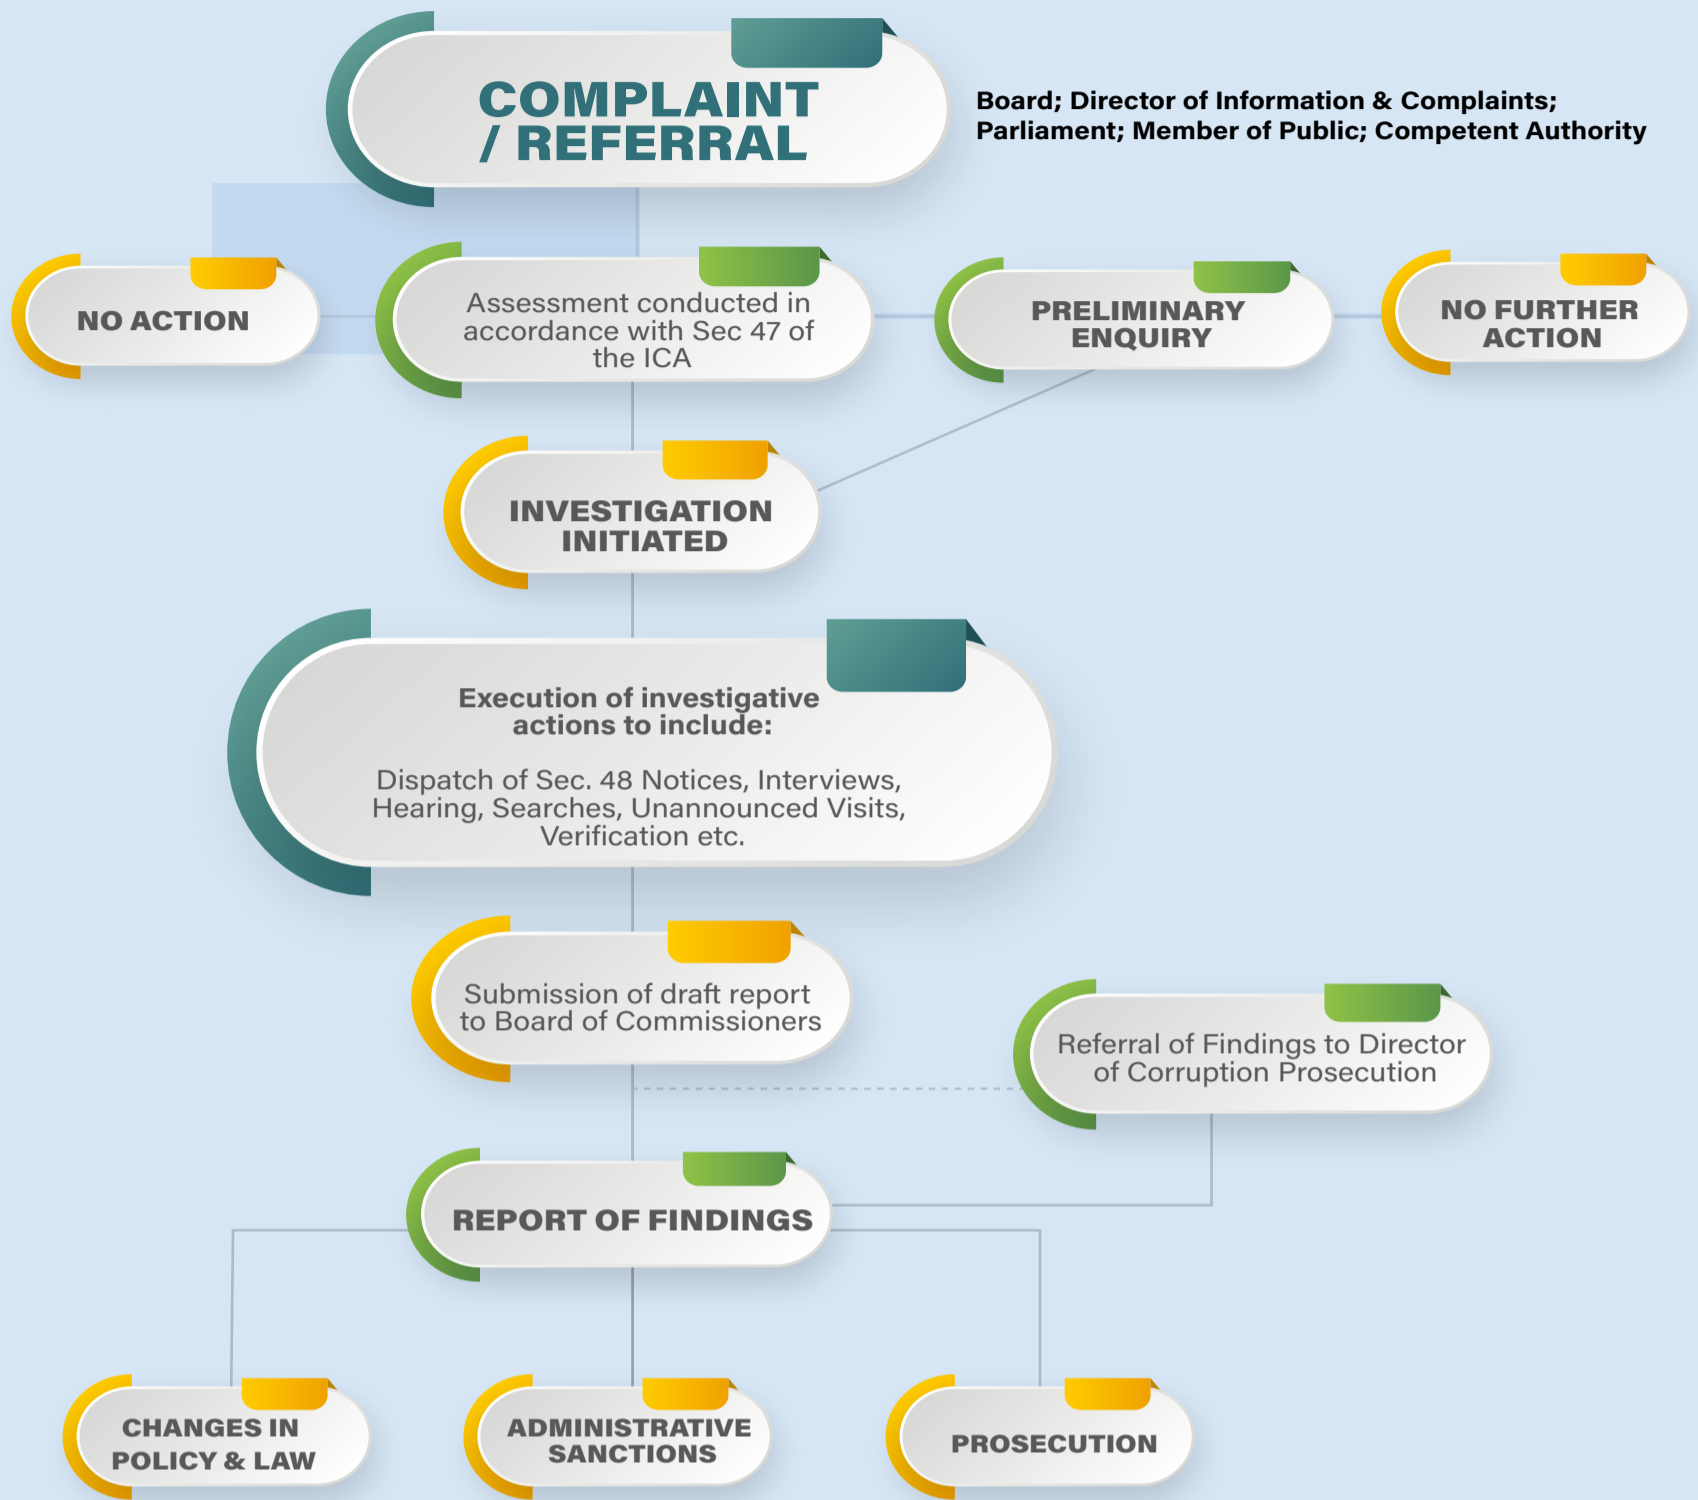 COMPLAINT
/ REFERRAL
Board; Director of Information & Complaints;
Parliament; Member of Public; Competent Authority
NO ACTION
Assessment conducted in
accordance with Sec 47 of
the ICA
PRELIMINARY
ENQUIRY
NO FURTHER
ACTION
INVESTIGATION
INITIATED
Execution of investigative
actions to include:
Dispatch of Sec. 48 Notices, Interviews,
Hearing, Searches, Unannounced Visits,
Verification etc.
Submission of draft report
to Board of Commissioners
Referral of Findings to Director
of Corruption Prosecution
REPORT OF FINDINGS
CHANGES IN
POLICY & LAW
ADMINISTRATIVE
SANCTIONS
PROSECUTION